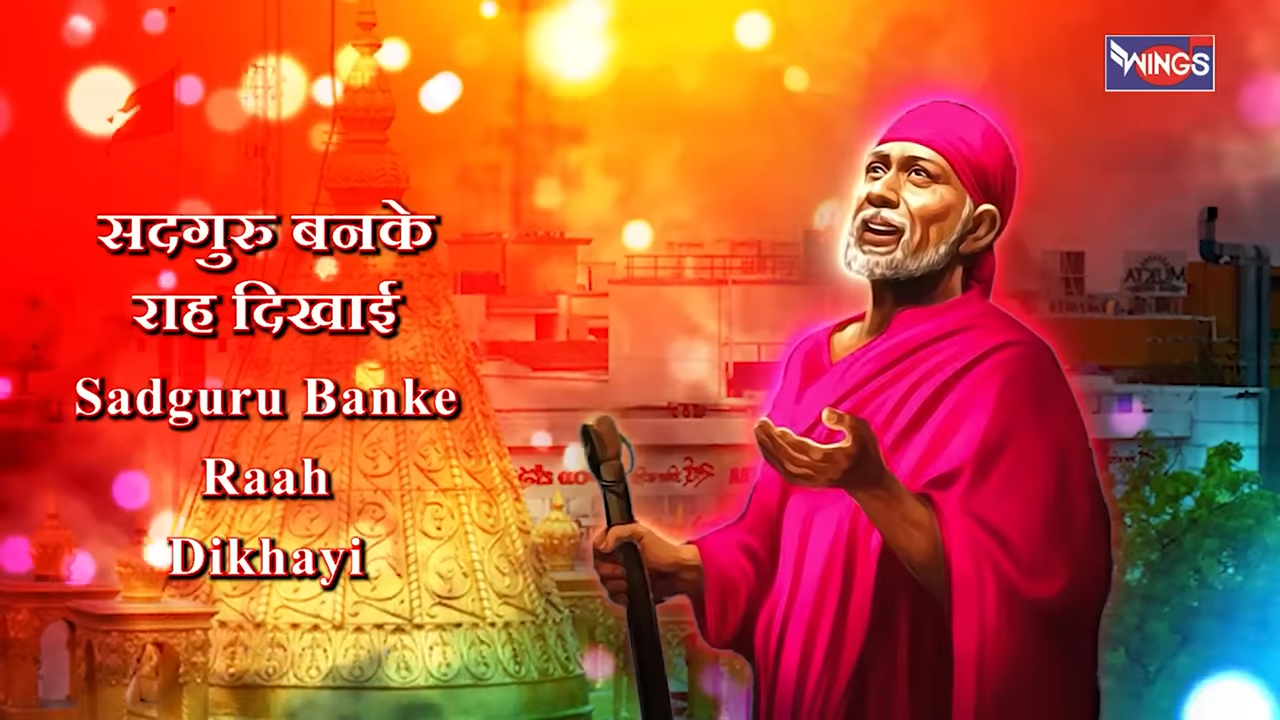 WINGS
सदगुरु बनके
राह दिखाई
Sadguru Banke
Raah
Dikhayi